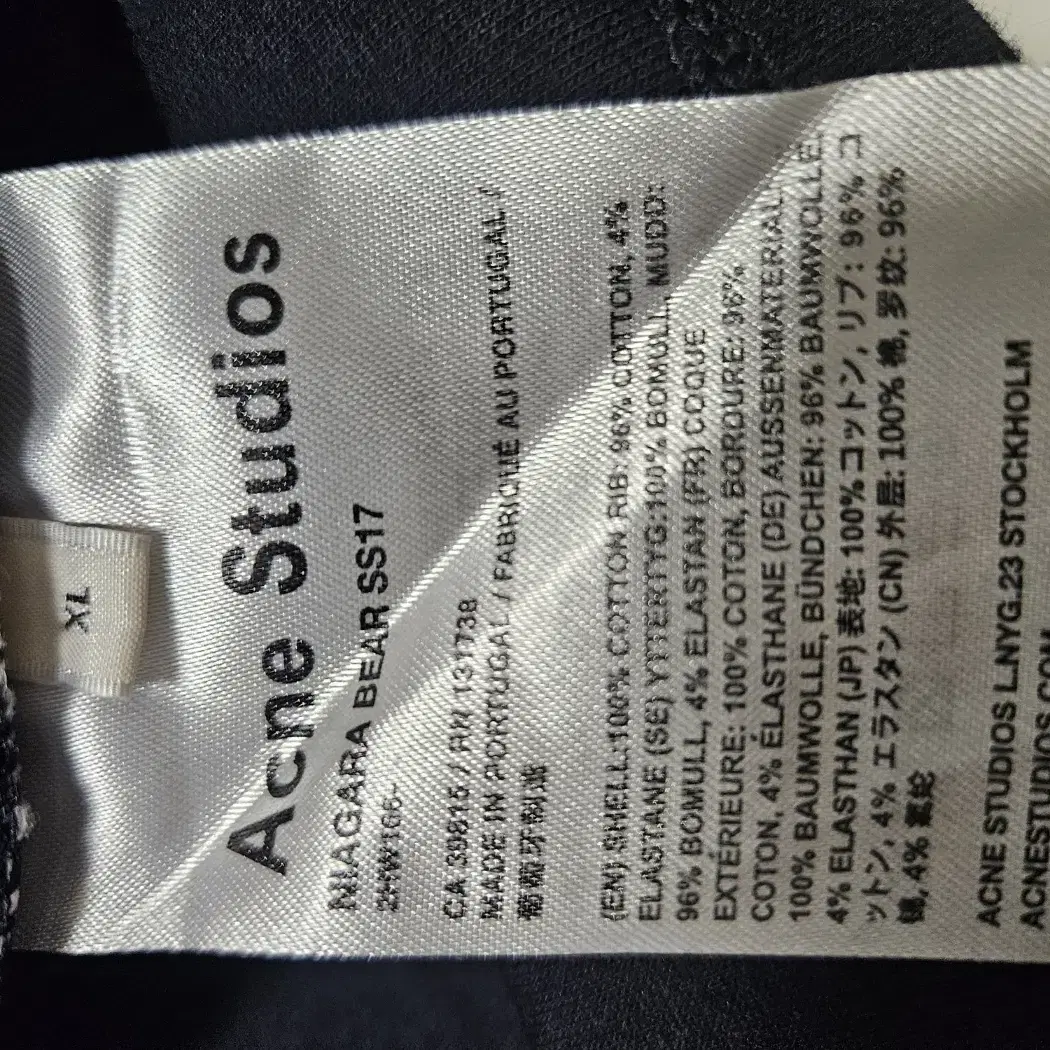 XL
Acne Studios
NIAGARA BEAR SS17
2HW166-
CA 39815 / RN 131738
MADE IN PORTUGAL / FABRIQUÉ AU PORTUGAL /
葡萄牙制造
(EN) SHELL:100% COTTON RIB: 96% COTTON, 4%
ELASTANE (SE) YTTERTYG:100% BOMULL, MUDD:
96% BOMULL, 4% ELASTAN (FR) COQUE
EXTÉRIEURE: 100% COTON, BORDURE: 96%
COTON, 4% ÉLASTHANE (DE) AUSSENMATERIAL:
100% BAUMWOLLE, BÜNDCHEN: 96% BAUMWOLLE,
4% ELASTHAN (JP) 表地: 100% コットン, リブ: 96% コ
ットン, 4% エラスタン (CN) 外层: 100% 棉, 罗纹: 96%
棉, 4% 氨纶
ACNE STUDIOS LNYG.23 STOCKHOLM
ACNESTUDIOS.COM